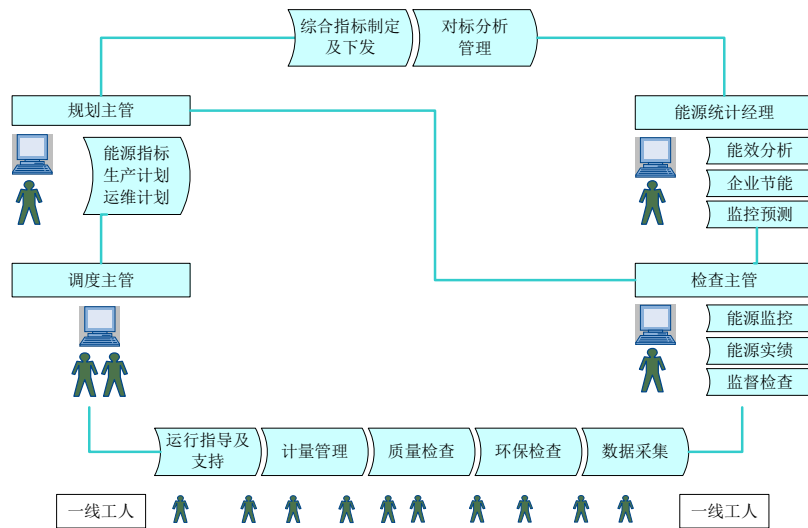 综合指标制定
及下发
对标分析
管理
规划主管
能源统计经理
能源指标
生产计划
运维计划
能效分析
企业节能
监控预测
调度主管
检查主管
能源监控
能源实绩
监督检查
运行指导及
支持
计量管理
质量检查
环保检查
数据采集
一线工人
一线工人